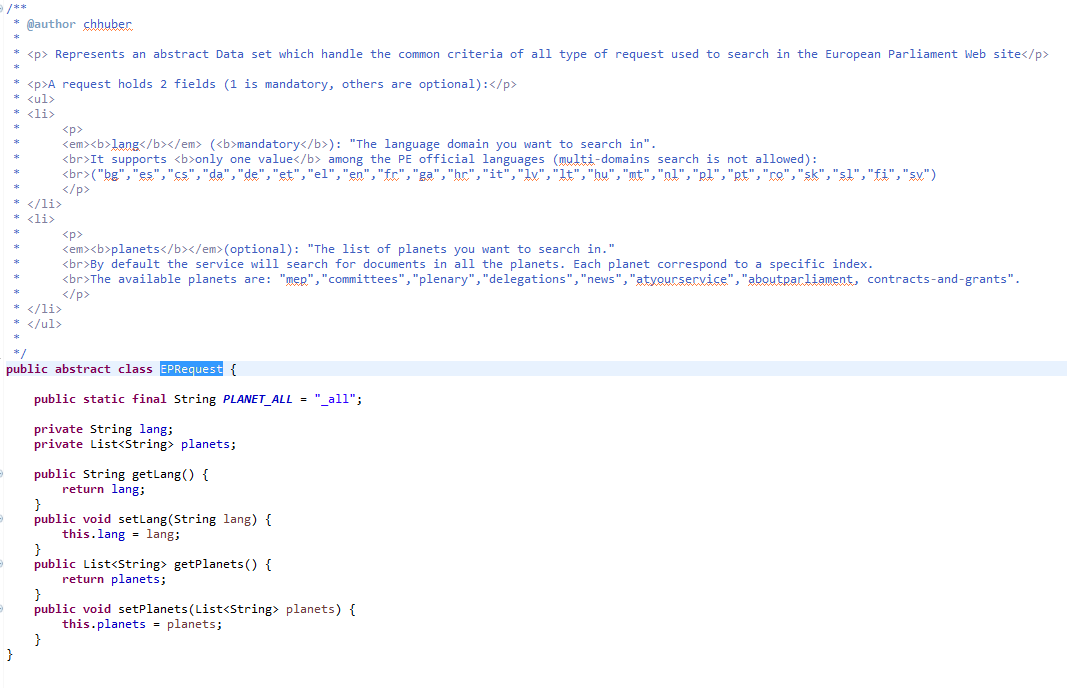 /**
 * @author chhuber
 *
 * <p> Represents an abstract Data set which handle the common criteria of all type of request used to search in the European Parliament Web site</p>
 *
 * <p>A request holds 2 fields (1 is mandatory, others are optional):</p>
 * <ul>
 * <li>
 *      <p>
 *      <em><b>lang</b></em> (<b>mandatory</b>): "The language domain you want to search in".
 *      <br>It supports <b>only one value</b> among the PE official languages (multi-domains search is not allowed):
 *      <br>("bg","es","cs","da","de","et","el","en","fr","ga","hr","it","lv","lt","hu","mt","nl","pl","pt","ro","sk","sl","fi","sv")
 *      </p>
 * </li>
 * <li>
 *      <p>
 *      <em><b>planets</b></em>(optional): "The list of planets you want to search in."
 *      <br>By default the service will search for documents in all the planets. Each planet correspond to a specific index.
 *      <br>The available planets are: "mep","committees","plenary","delegations","news","atyourservice","aboutparliament, contracts-and-grants".
 *      </p>
 * </li>
 * </ul>
 *
 */
public abstract class EPRequest {

    public static final String PLANET_ALL = "_all";

    private String lang;
    private List<String> planets;

    public String getLang() {
        return lang;
    }
    public void setLang(String lang) {
        this.lang = lang;
    }
    public List<String> getPlanets() {
        return planets;
    }
    public void setPlanets(List<String> planets) {
        this.planets = planets;
    }
}